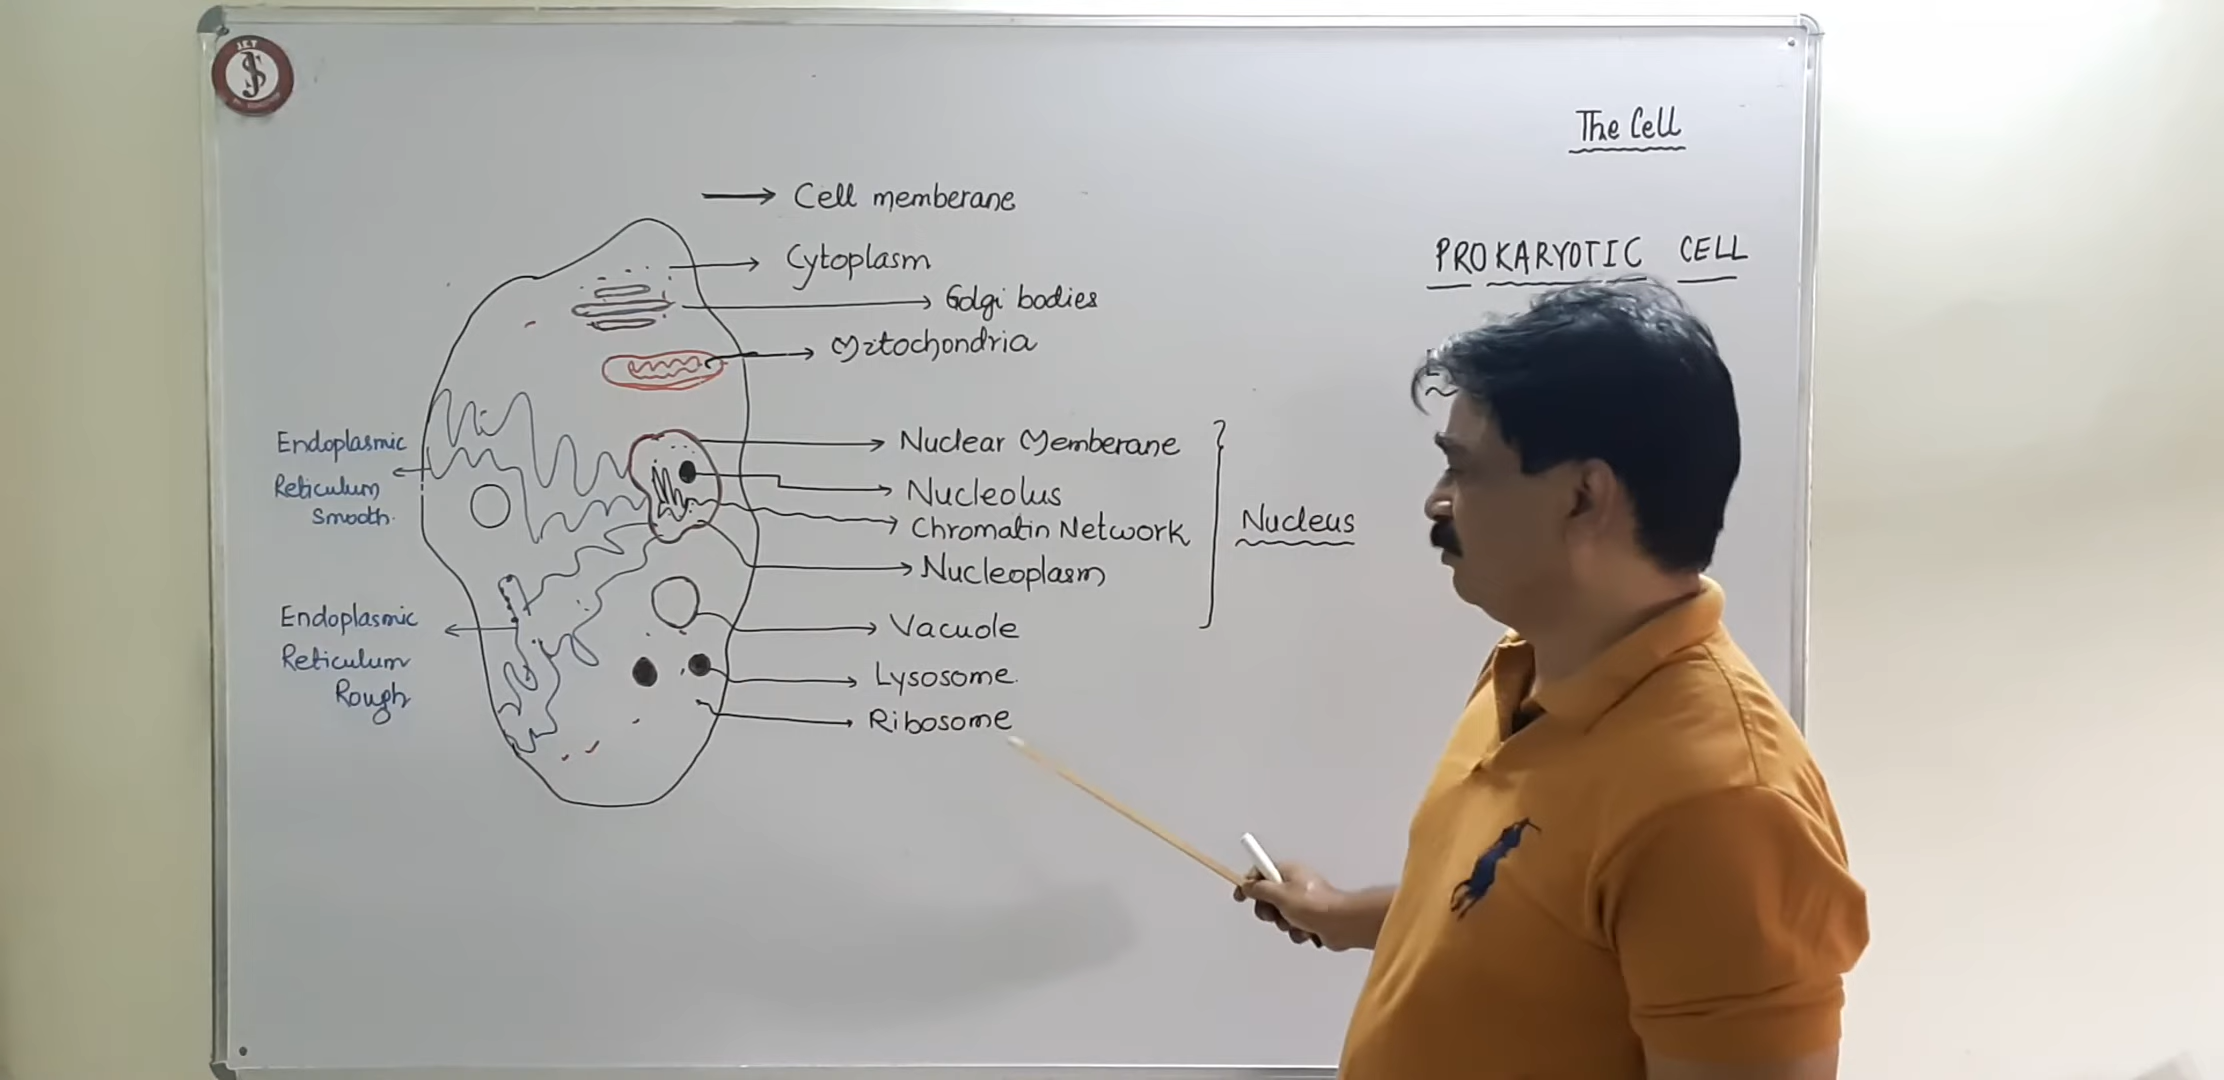 J.E.T
The Cell
Cell memberane
PROKARYOTIC CELL
Cytoplasm
Golgi bodies
Mitochondria
Endoplasmic
Reticulum
Smooth.
Nuclear Memberane
Nucleolus
Chromatin Network
Nucleoplasm
Nucleus
Endoplasmic
Reticulum
Rough
Vacuole
Lysosome.
Ribosome